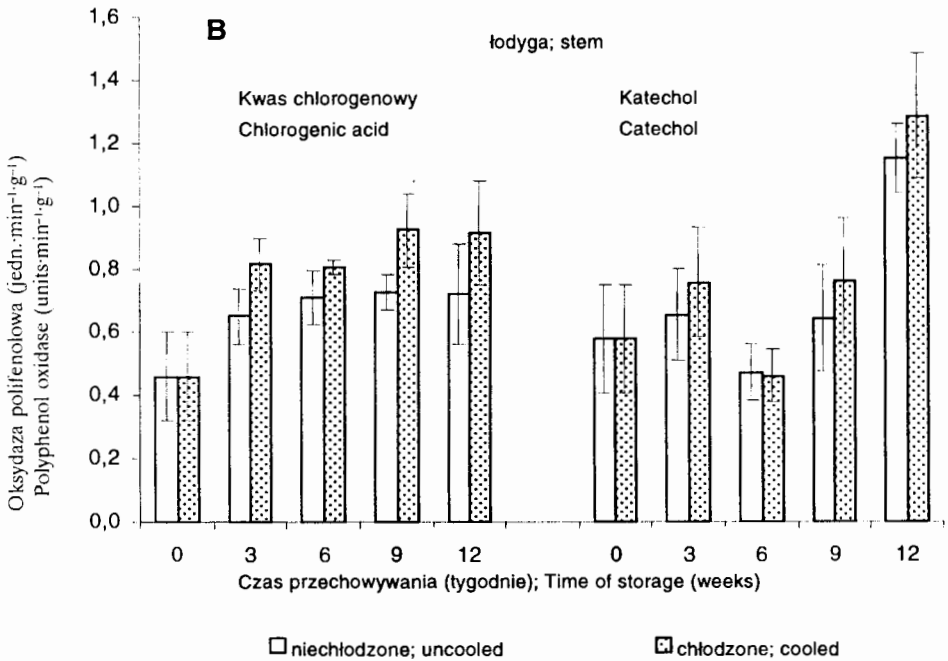 B
łodyga; stem
Kwas chlorogenowy
Chlorogenic acid
Katechol
Catechol
Oksydaza polifenolowa (jedn.·min⁻¹·g⁻¹)
Polyphenol oxidase (units·min⁻¹·g⁻¹)
1,6
1,4
1,2
1,0
0,8
0,6
0,4
0,2
0,0
0 3 6 9 12 0 3 6 9 12
Czas przechowywania (tygodnie); Time of storage (weeks)
niechłodzone; uncooled
chłodzone; cooled